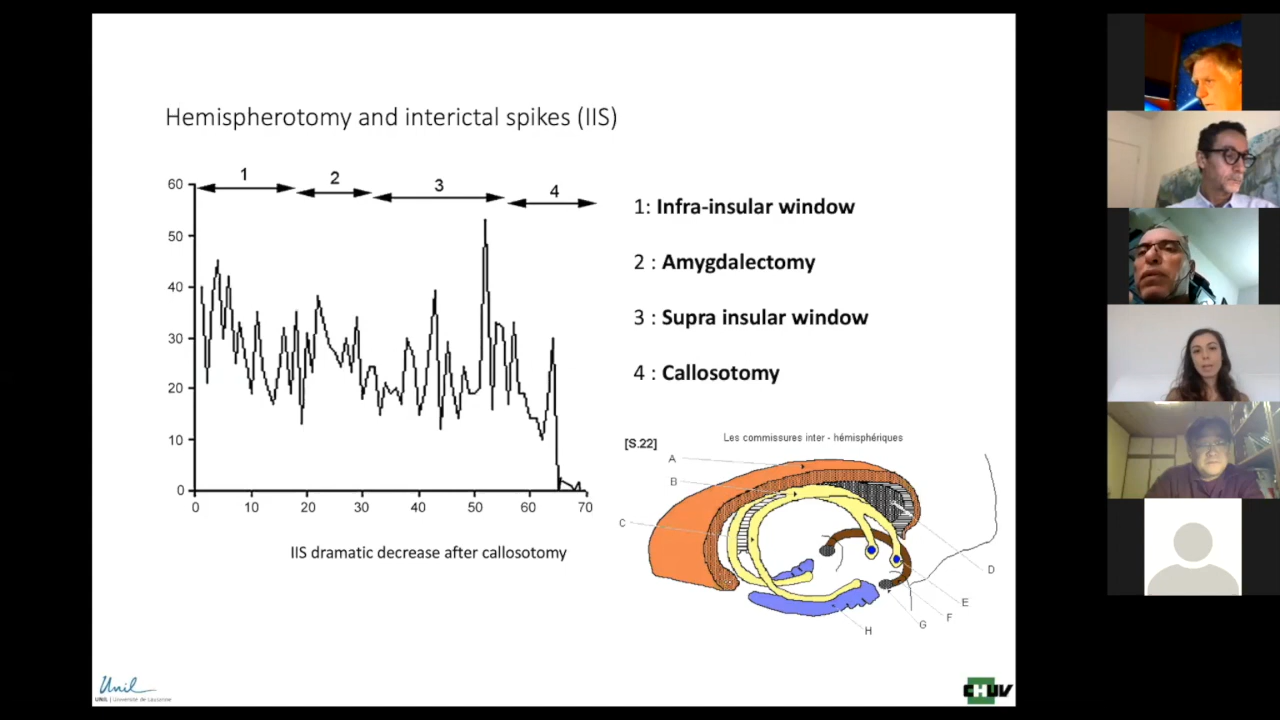 Hemispherotomy and interictal spikes (IIS)
1
2
3
4
60
50
40
30
20
10
0
0
10
20
30
40
50
60
70
IIS dramatic decrease after callosotomy
1: Infra-insular window
2 : Amygdalectomy
3 : Supra insular window
4 : Callosotomy
[S.22]
Les commissures inter - hémisphériques
A
B
C
D
E
F
G
H
Unil
UNIL | Université de Lausanne
CHUV